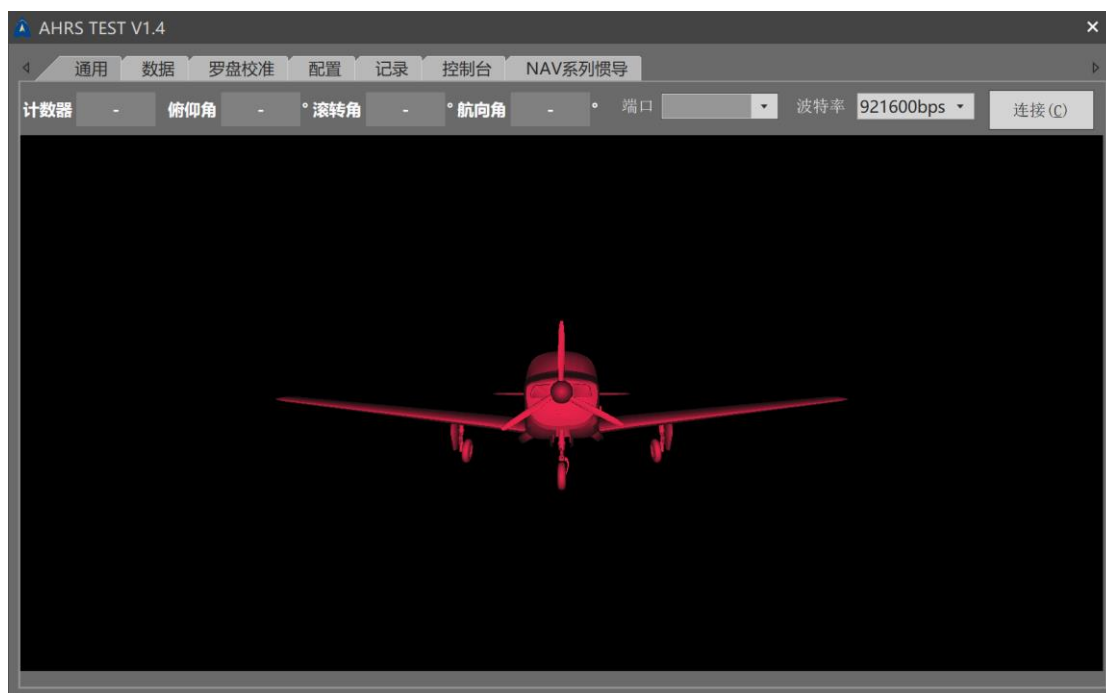 AHRS TEST V1.4
通用 数据 罗盘校准 配置 记录 控制台 NAV系列惯导
计数器 - 俯仰角 - ° 滚转角 - ° 航向角 - ° 端口 波特率 921600bps 连接(C)